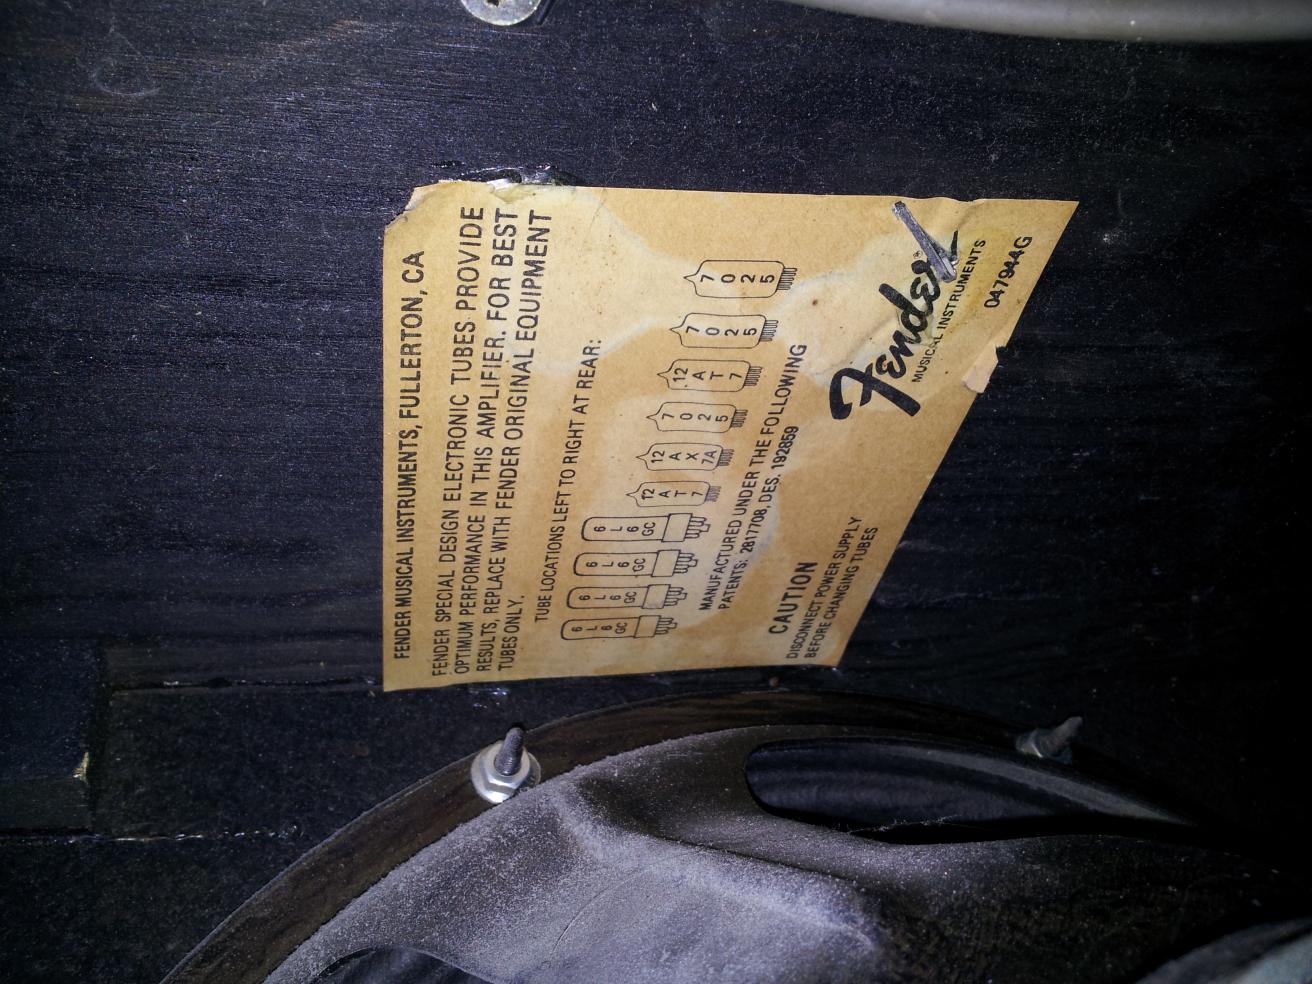 FENDER MUSICAL INSTRUMENTS, FULLERTON, CA
FENDER SPECIAL DESIGN ELECTRONIC TUBES PROVIDE
OPTIMUM PERFORMANCE IN THIS AMPLIFIER. FOR BEST
RESULTS, REPLACE WITH FENDER ORIGINAL EQUIPMENT
TUBES ONLY.
TUBE LOCATIONS LEFT TO RIGHT AT REAR:
6L6GC 6L6GC 6L6GC 6L6GC 12AT7 12AX7A 7025 12AT7 7025 7025
MANUFACTURED UNDER THE FOLLOWING
PATENTS: 2817708, DES. 192859
CAUTION
DISCONNECT POWER SUPPLY
BEFORE CHANGING TUBES
Fender®
MUSICAL INSTRUMENTS
047944G